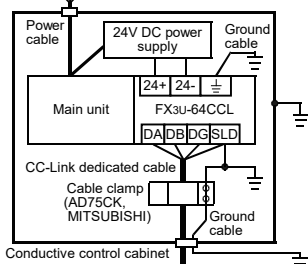 Power
cable
24V DC power
supply
Ground
cable
24+ 24-
Main unit
FX3U-64CCL
DA DB DG SLD
CC-Link dedicated cable
Cable clamp
(AD75CK,
MITSUBISHI)
Ground
cable
Conductive control cabinet